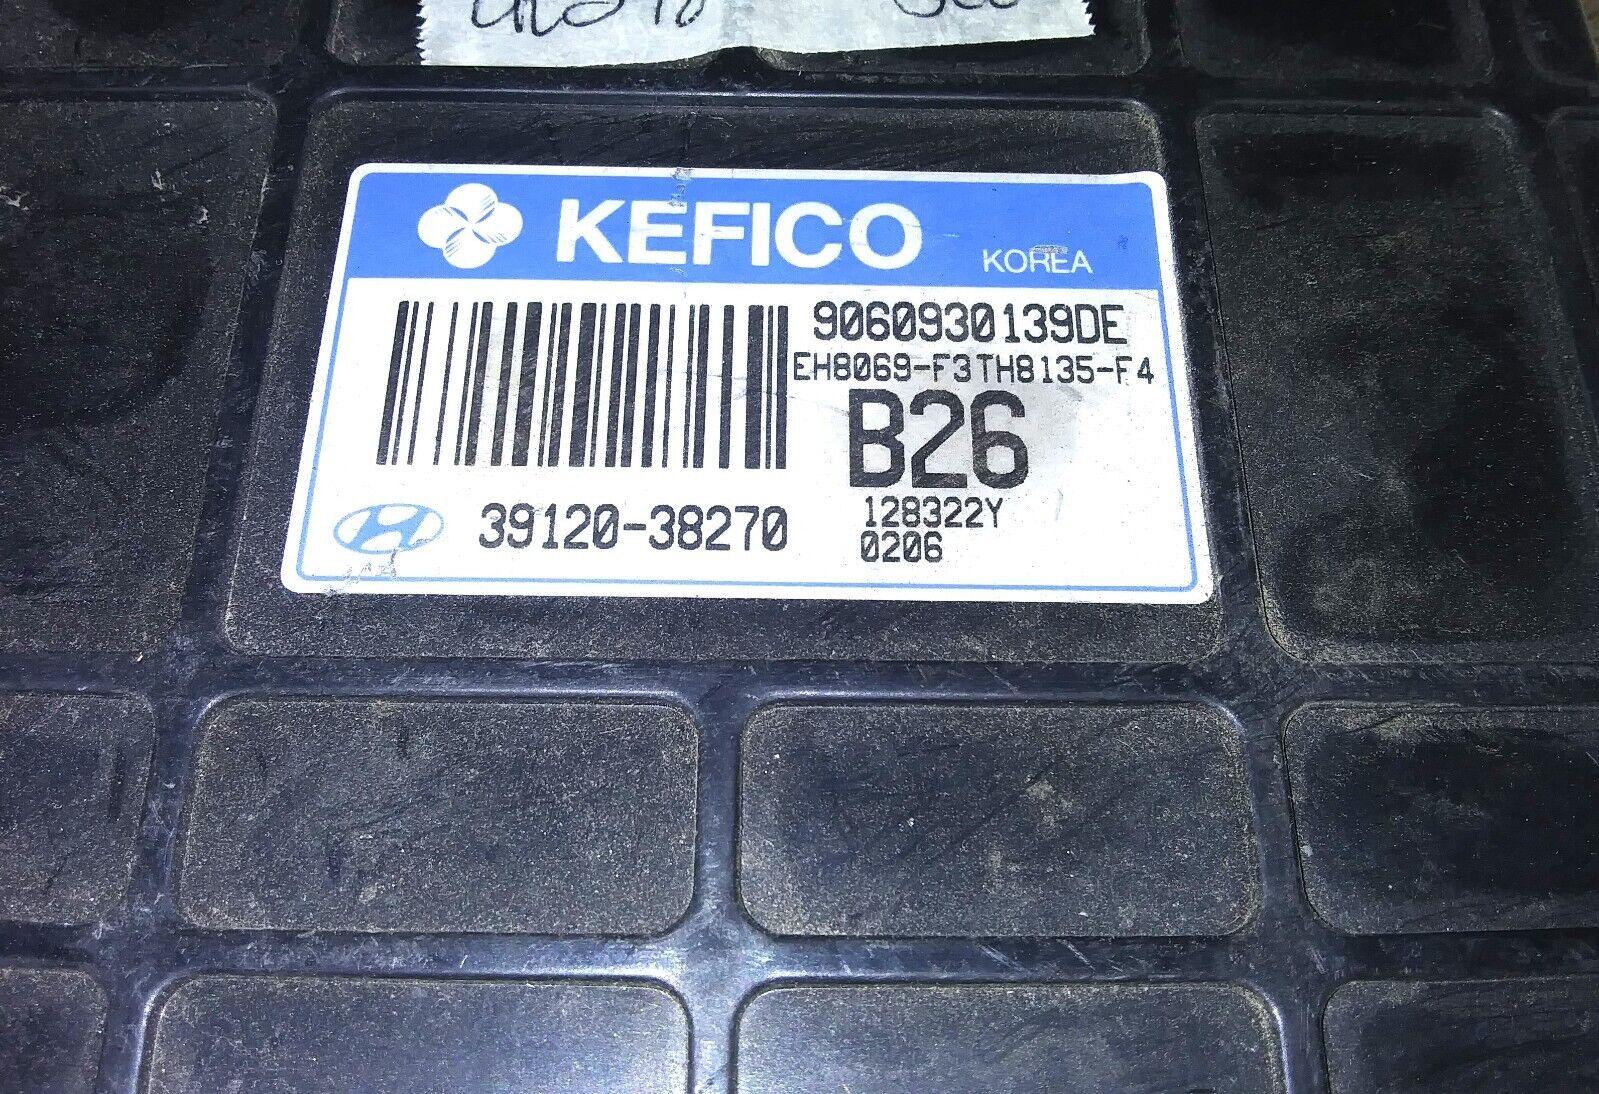 KEFICO KOREA
9060930139DE
EH8069-F3TH8135-F4
B26
39120-38270
128322Y
0206